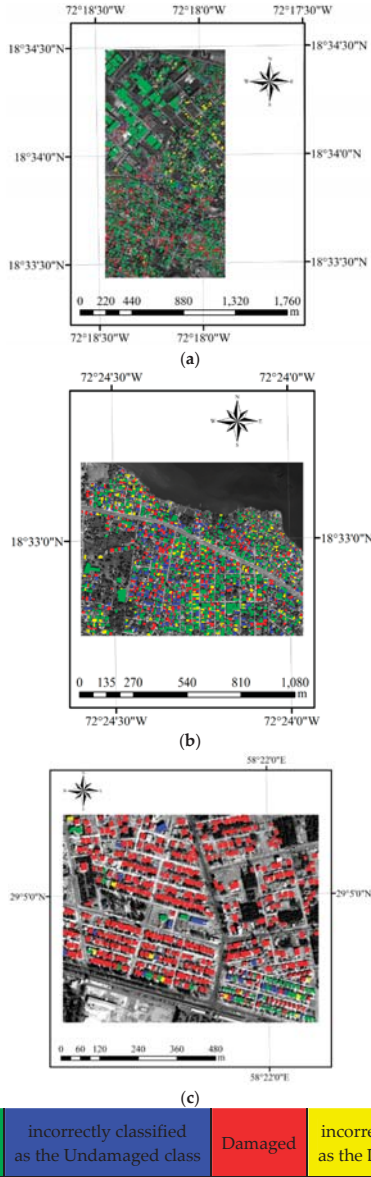 72°18'30"W 72°18'0"W 72°17'30"W
18°34'30"N 18°34'30"N
18°34'0"N 18°34'0"N
18°33'30"N 18°33'30"N
0 220 440 880 1,320 1,760
m
72°18'30"W 72°18'0"W
(a)
72°24'30"W 72°24'0"W
N
W E
S
18°33'0"N 18°33'0"N
0 135 270 540 810 1,080
m
72°24'30"W 72°24'0"W
(b)
58°22'0"E
29°5'0"N 29°5'0"N
0 60 120 240 360 480
m
58°22'0"E
(c)
incorrectly classified
as the Undamaged class
Damaged
as the